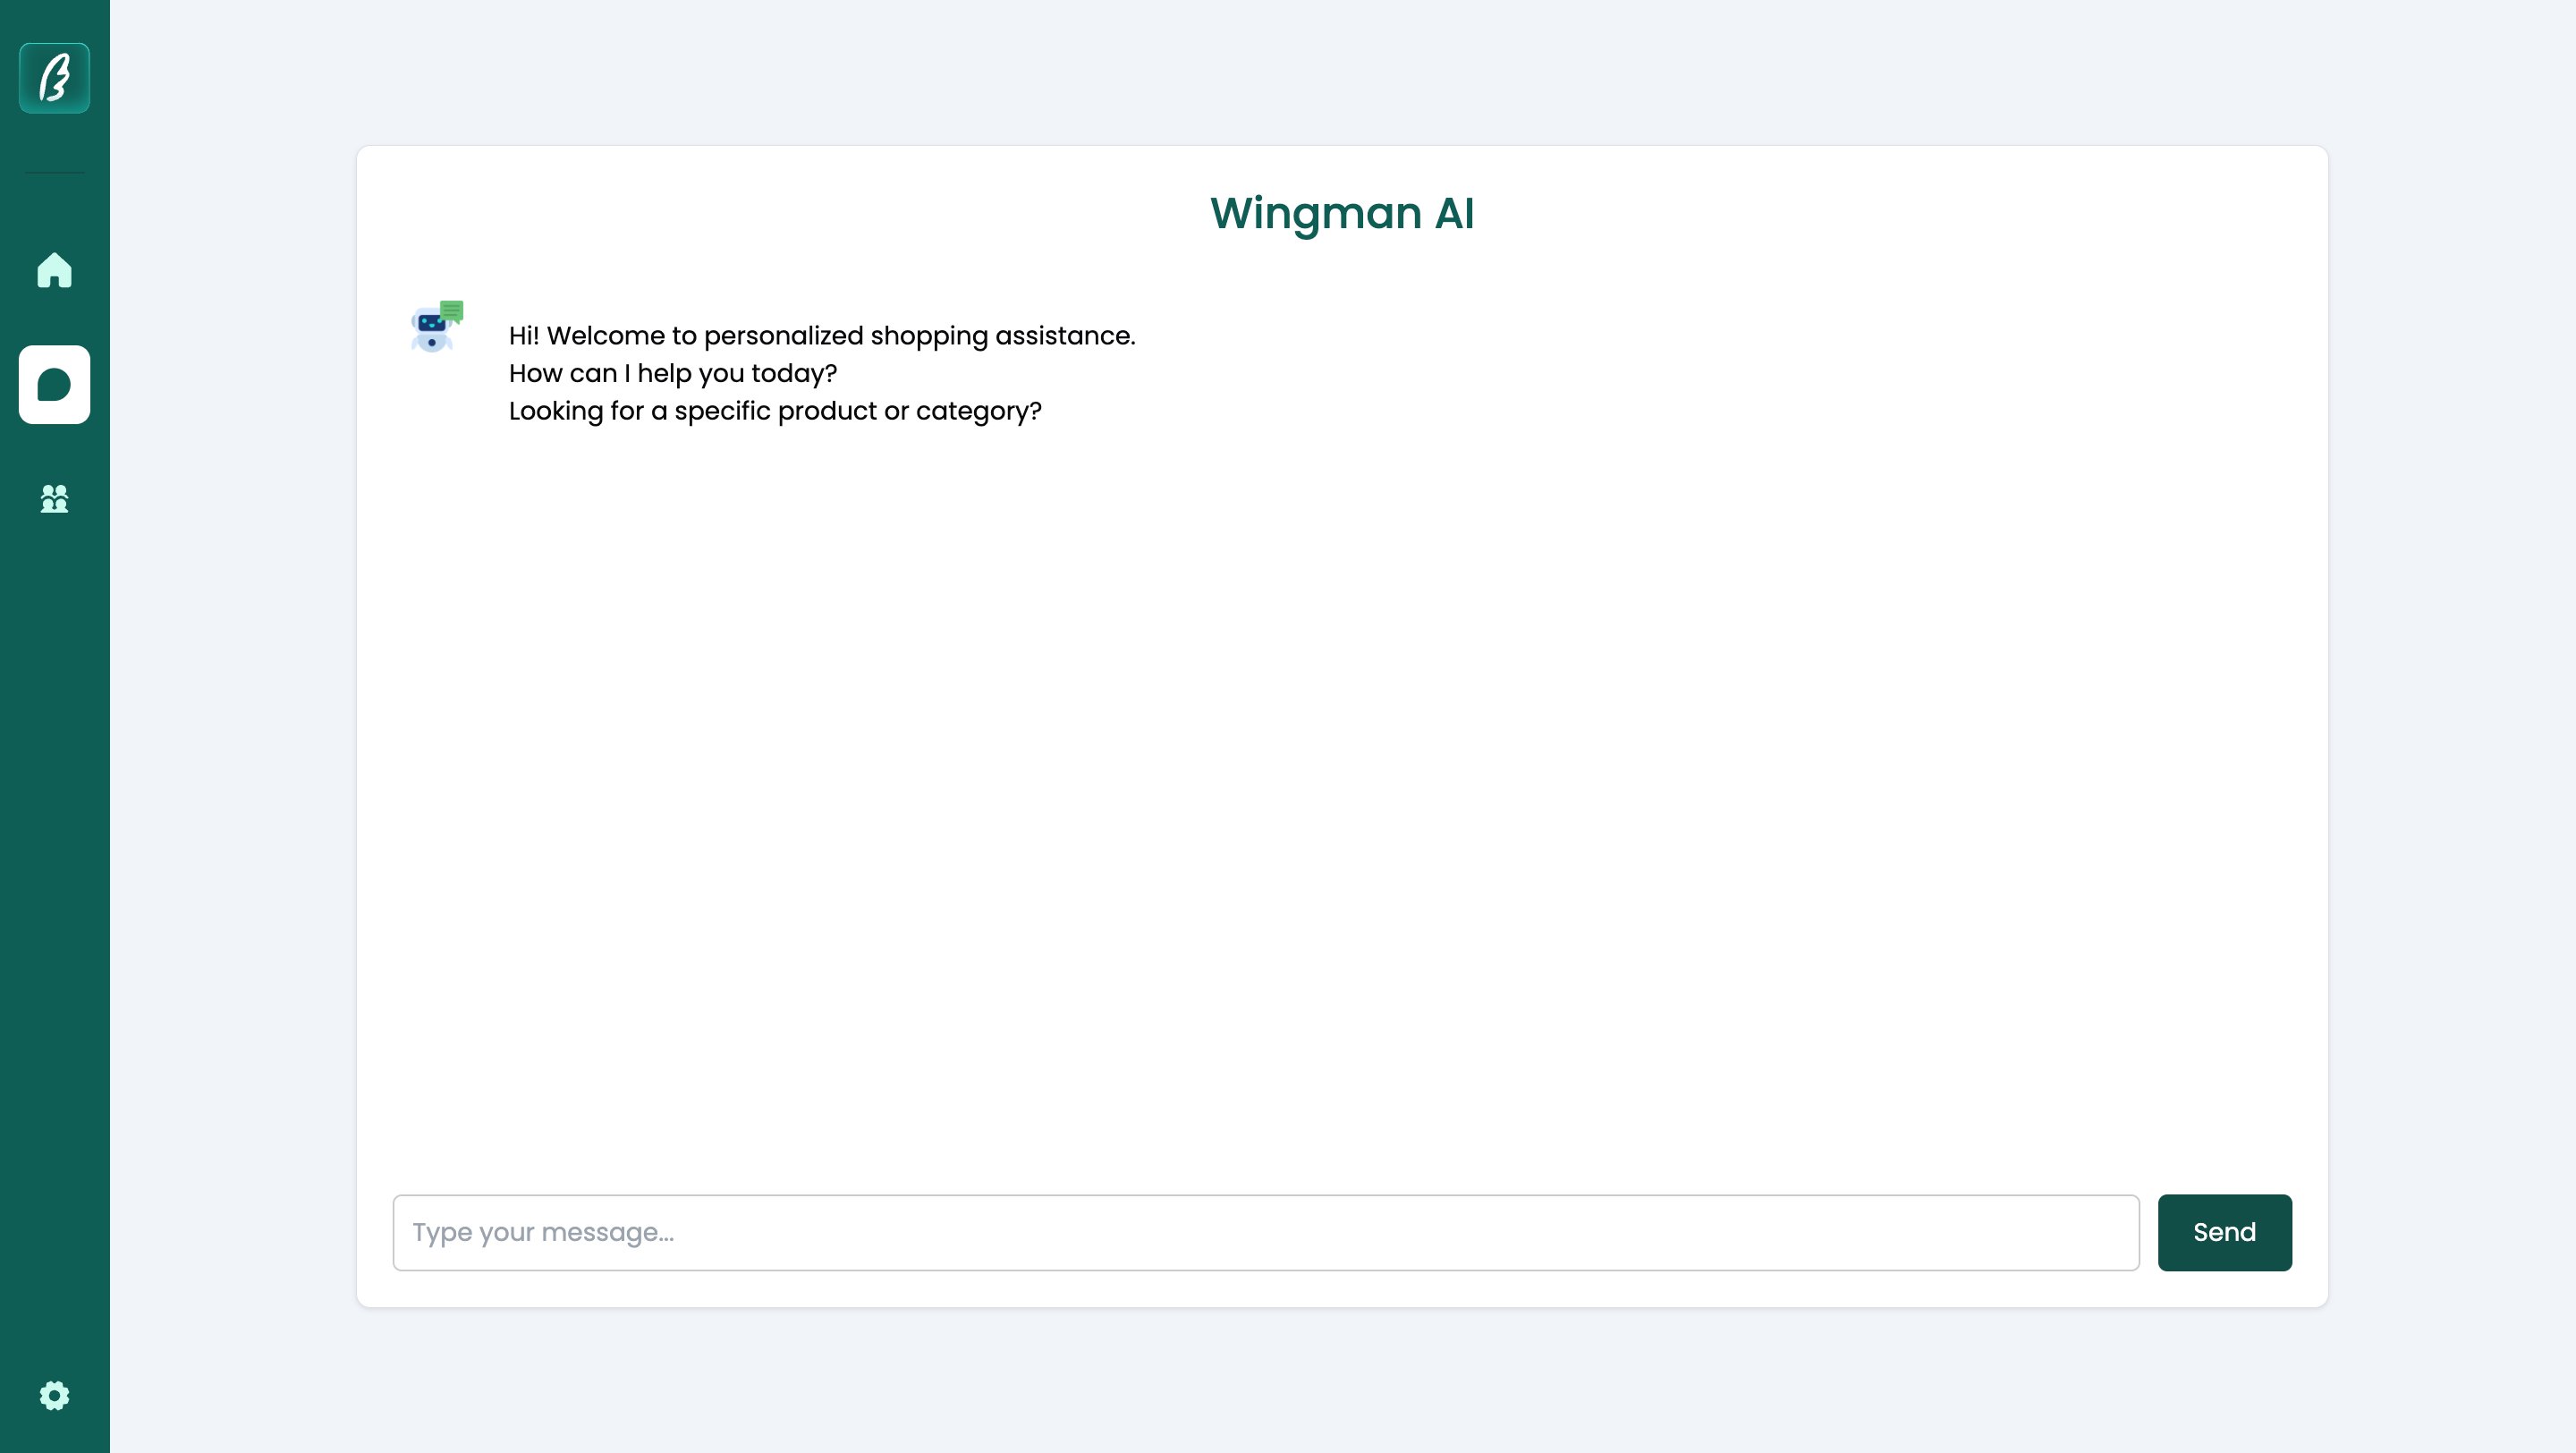 Wingman AI
Hi! Welcome to personalized shopping assistance.
How can I help you today?
Looking for a specific product or category?
Type your message...
Send